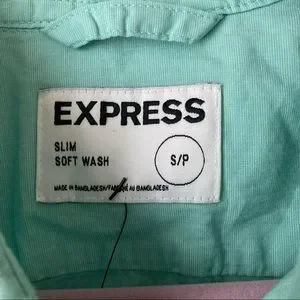 EXPRESS
SLIM
SOFT WASH
S/P
MADE IN BANGLADESH/FABRIQUÉ AU BANGLADESH